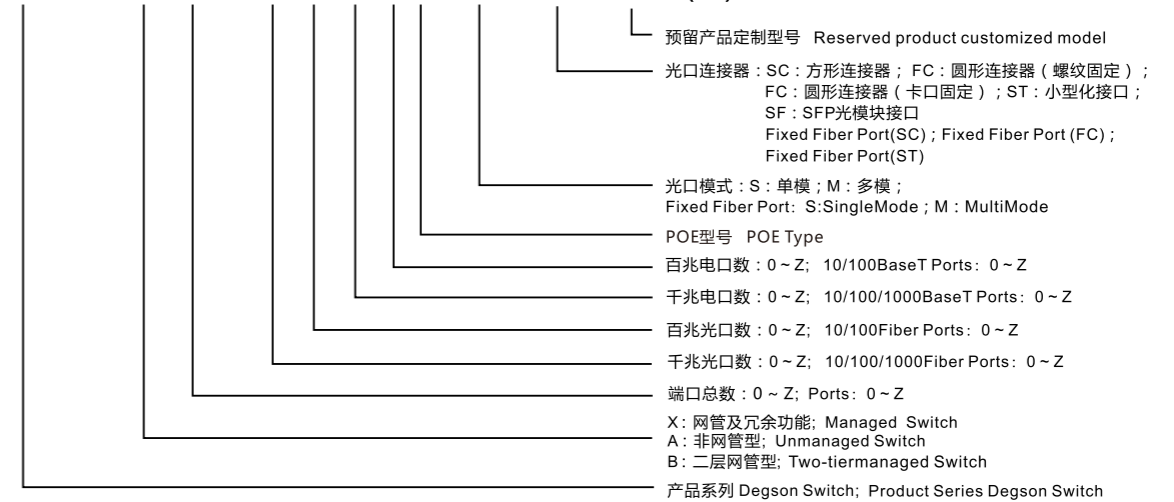 预留产品定制型号 Reserved product customized model
光口连接器：SC：方形连接器； FC：圆形连接器（螺纹固定）；
FC：圆形连接器（卡口固定）；ST：小型化接口；
SF：SFP光模块接口
Fixed Fiber Port(SC)；Fixed Fiber Port (FC)；
Fixed Fiber Port(ST)
光口模式：S：单模；M：多模；
Fixed Fiber Port: S:SingleMode；M：MultiMode
POE型号 POE Type
百兆电口数：0~Z; 10/100BaseT Ports: 0~Z
千兆电口数：0~Z; 10/100/1000BaseT Ports: 0~Z
百兆光口数：0~Z; 10/100Fiber Ports: 0~Z
千兆光口数：0~Z; 10/100/1000Fiber Ports: 0~Z
端口总数：0~Z; Ports: 0~Z
X: 网管及冗余功能; Managed Switch
A：非网管型; Unmanaged Switch
B: 二层网管型; Two-tiermanaged Switch
产品系列 Degson Switch; Product Series Degson Switch